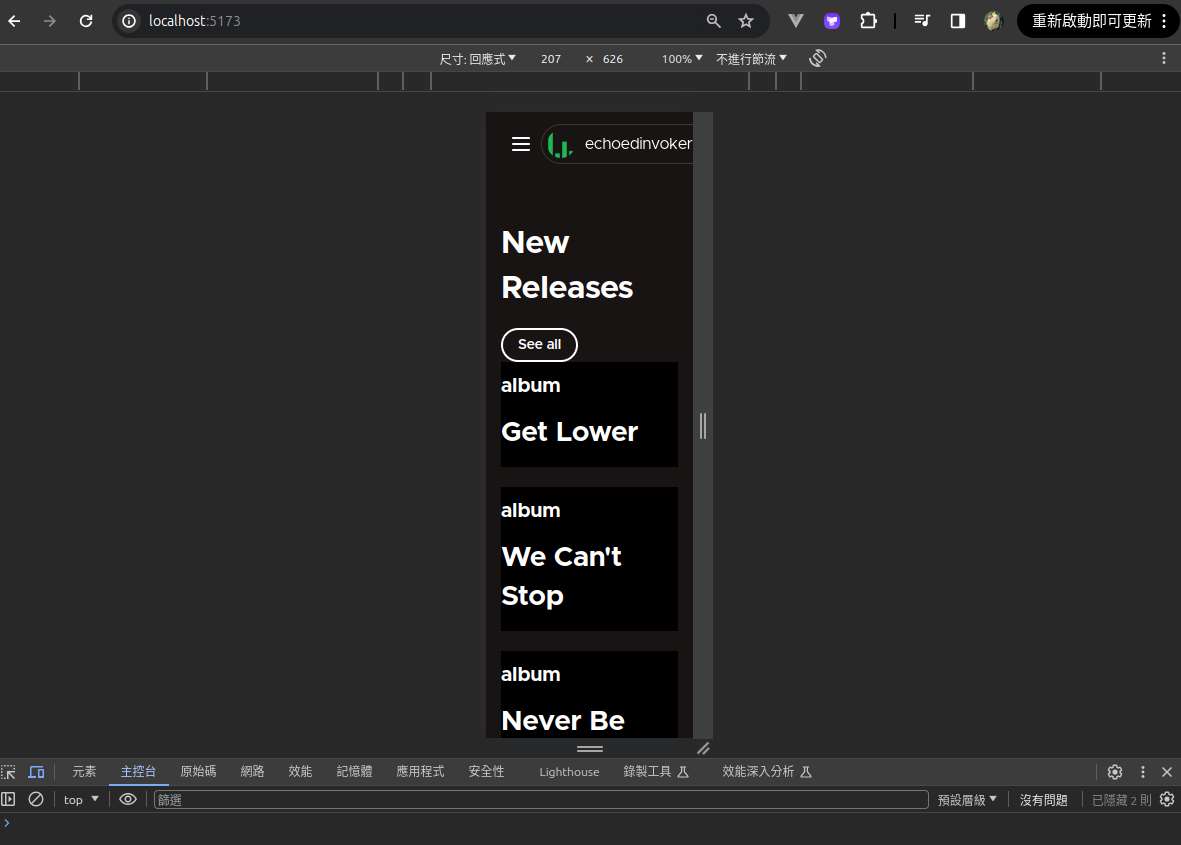 localhost:5173
重新啟動即可更新
尺寸: 回應式 207 × 626 100% 不進行節流
echoedinvoker
New
Releases
See all
album
Get Lower
album
We Can't
Stop
album
Never Be
元素 主控台 原始碼 網路 效能 記憶體 應用程式 安全性 Lighthouse 錄製工具 效能深入分析
top 篩選 預設層級 沒有問題 已隱藏 2 則